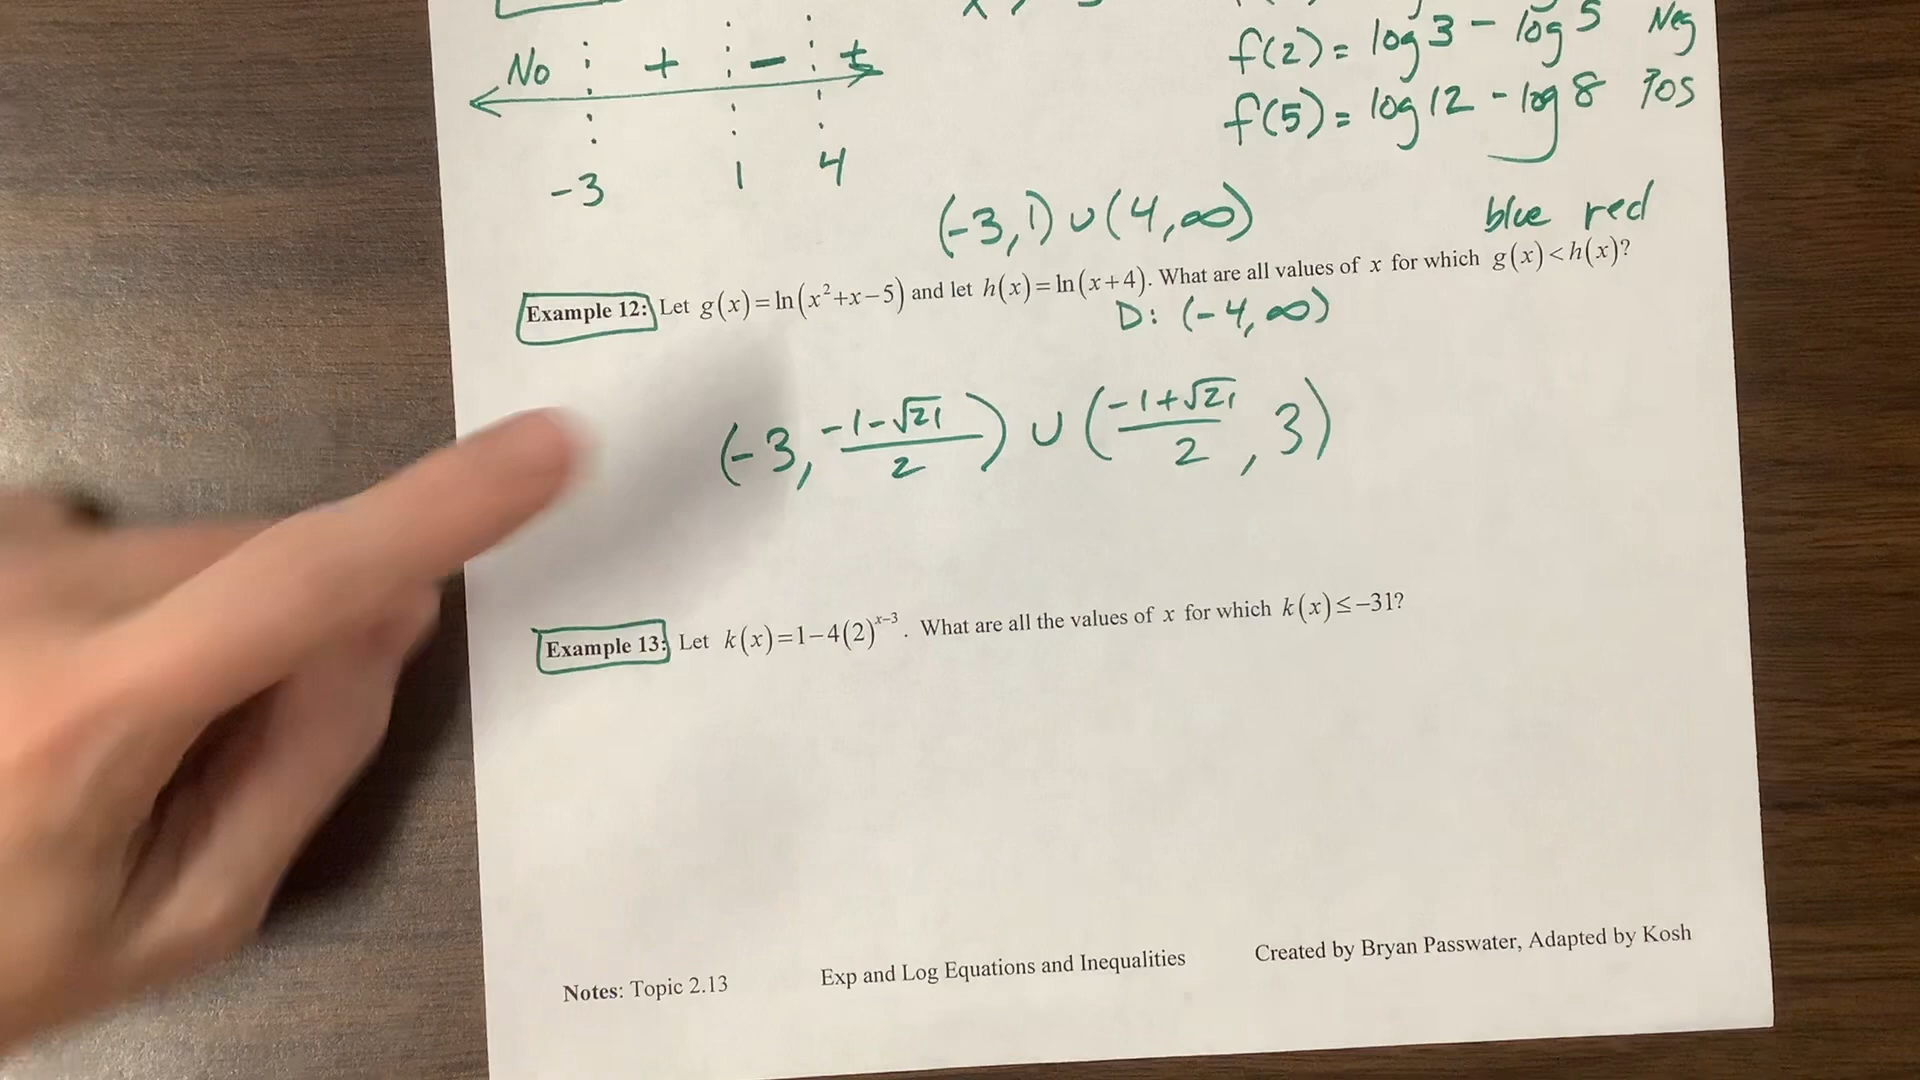 f(2) = log 3 - log 5 Neg
No + - +
f(5) = log 12 - log 8 Pos
-3 1 4
(-3, 1) ∪ (4, ∞)
blue red
Example 12: Let g(x)=ln(x²+x−5) and let h(x)=ln(x+4). What are all values of x for which g(x)<h(x)?
D: (-4, ∞)
(-3, (-1-√21)/2) ∪ ((-1+√21)/2, 3)
Example 13: Let k(x)=1−4(2)^(x−3). What are all the values of x for which k(x)≤−31?
Notes: Topic 2.13 Exp and Log Equations and Inequalities Created by Bryan Passwater, Adapted by Kosh